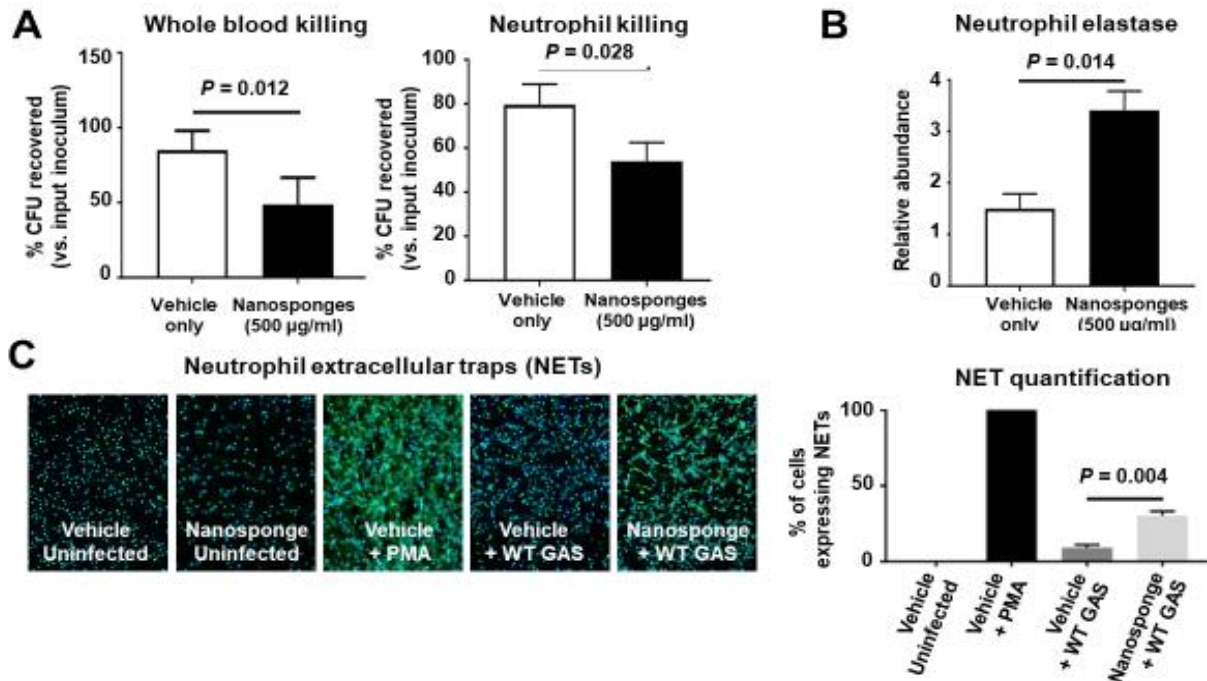 A
Whole blood killing
% CFU recovered
(vs. input inoculum)
150
100
50
0
P = 0.012
Vehicle
only
Nanosponges
(500 µg/ml)
Neutrophil killing
% CFU recovered
(vs. input inoculum)
100
80
60
40
20
0
P = 0.028
Vehicle
only
Nanosponges
(500 µg/ml)
B
Neutrophil elastase
Relative abundance
4
3
2
1
0
P = 0.014
Vehicle
only
Nanosponges
(500 µg/ml)
C
Neutrophil extracellular traps (NETs)
Vehicle
Uninfected
Nanosponge
Uninfected
Vehicle
+ PMA
Vehicle
+ WT GAS
Nanosponge
+ WT GAS
NET quantification
% of cells
expressing NETs
100
50
0
P = 0.004
Vehicle
Uninfected
Vehicle
+ PMA
Vehicle
+ WT GAS
Nanosponge
+ WT GAS